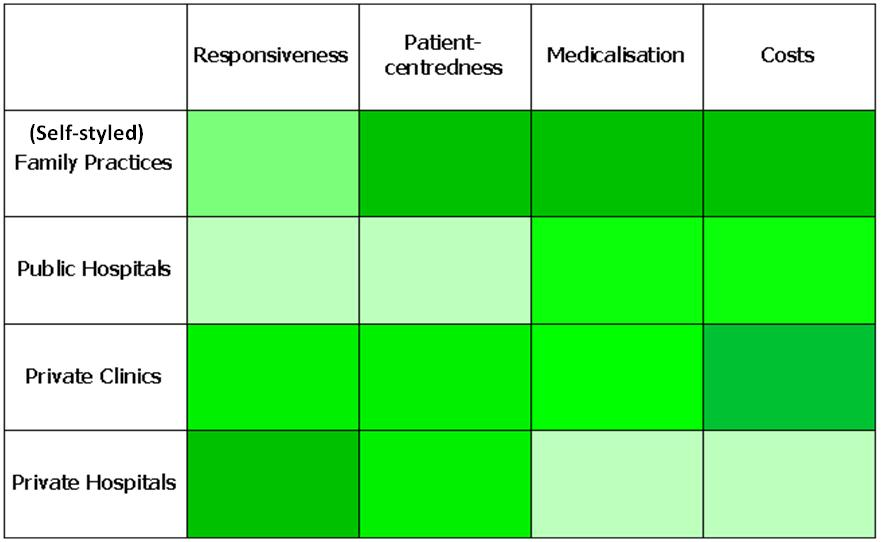 Responsiveness
Patient-
centredness
Medicalisation
Costs
(Self-styled)
Family Practices
Public Hospitals
Private Clinics
Private Hospitals